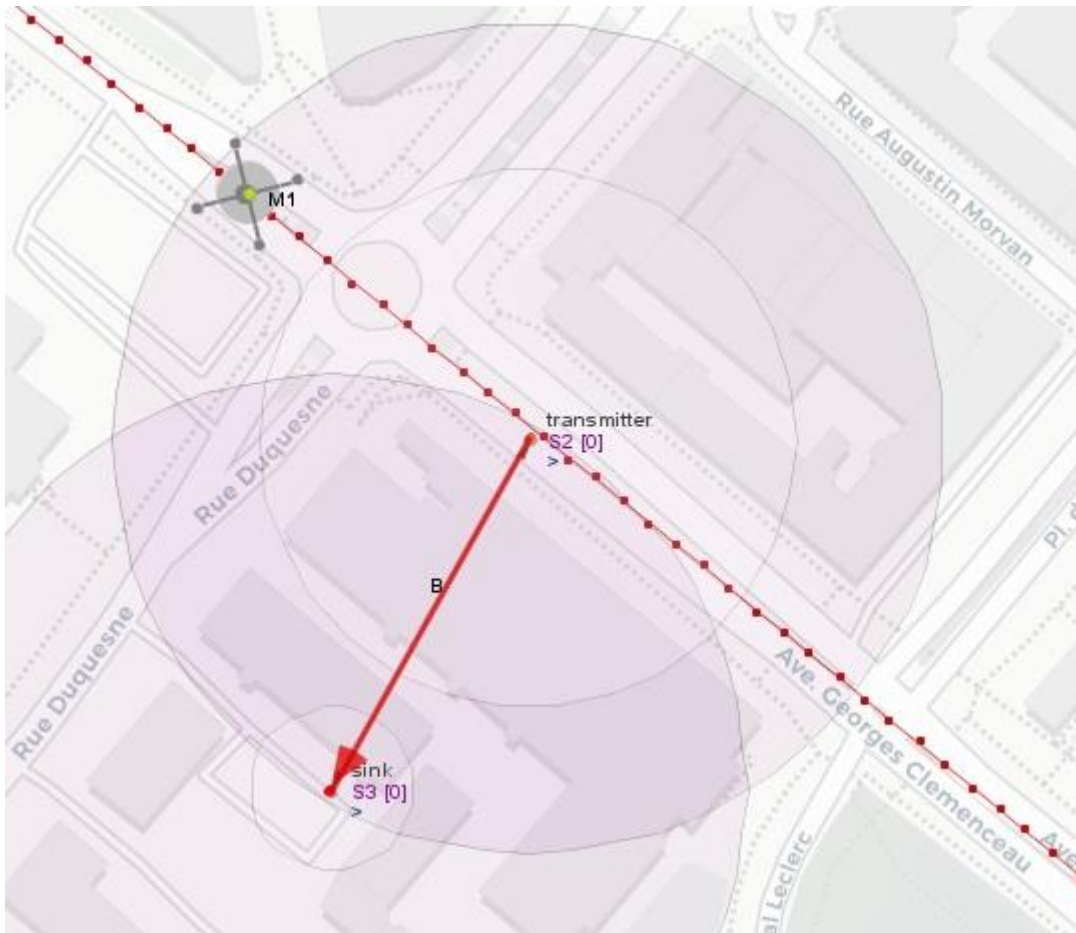 Rue Augustin Morvan
M1
Rue Duquesne
transmitter
S2 [0]
>
Pl. d
B
Rue Duquesne
Ave. Georges Clemenceau
sink
S3 [0]
>
Ave
al Leclerc